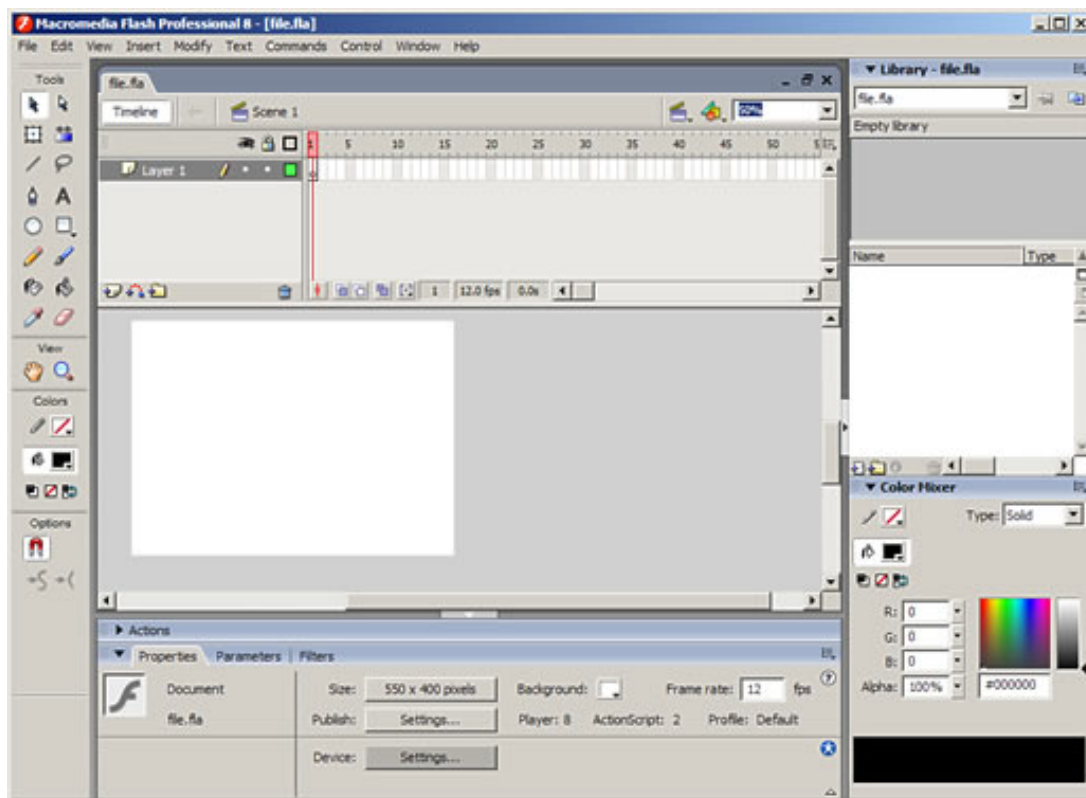 Macromedia Flash Professional 8 - [file.fla]
File Edit View Insert Modify Text Commands Control Window Help
Tools
file.fla
Timeline
Scene 1
50%
1 5 10 15 20 25 30 35 40 45 50
Layer 1
1 12.0 fps 0.0s
View
Colors
Options
Library - file.fla
file.fla
Empty library
Name Type
Color Mixer
Type: Solid
R: 0
G: 0
B: 0
Alpha: 100% #000000
Actions
Properties Parameters Filters
Document Size: 550 x 400 pixels Background: Frame rate: 12 fps
file.fla Publish: Settings... Player: 8 ActionScript: 2 Profile: Default
Device: Settings...